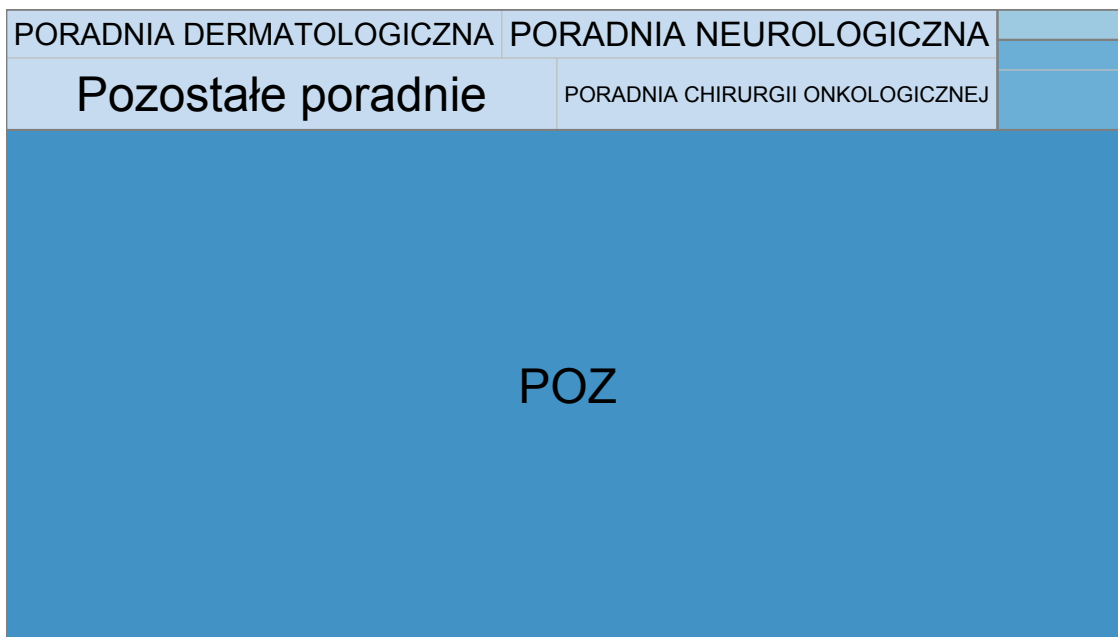 PORADNIA DERMATOLOGICZNA
PORADNIA NEUROLOGICZNA
Pozostałe poradnie
PORADNIA CHIRURGII ONKOLOGICZNEJ
POZ